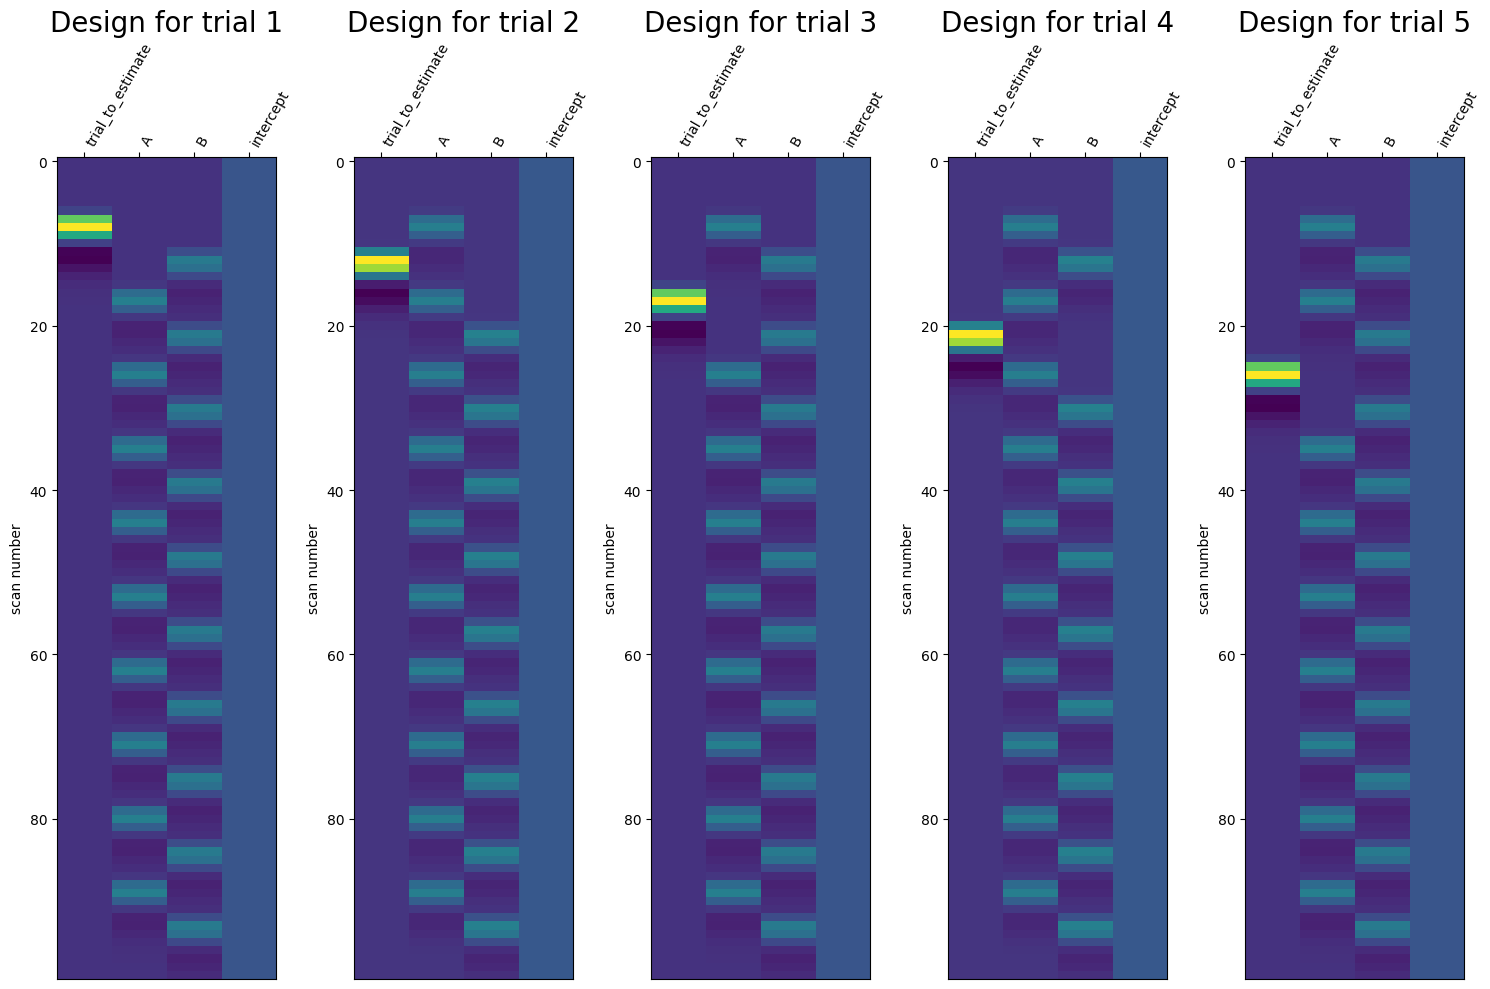 Design for trial 1
trial_to_estimate
A
B
intercept
0
20
40
60
80
scan number
Design for trial 2
trial_to_estimate
A
B
intercept
0
20
40
60
80
scan number
Design for trial 3
trial_to_estimate
A
B
intercept
0
20
40
60
80
scan number
Design for trial 4
trial_to_estimate
A
B
intercept
0
20
40
60
80
scan number
Design for trial 5
trial_to_estimate
A
B
intercept
0
20
40
60
80
scan number